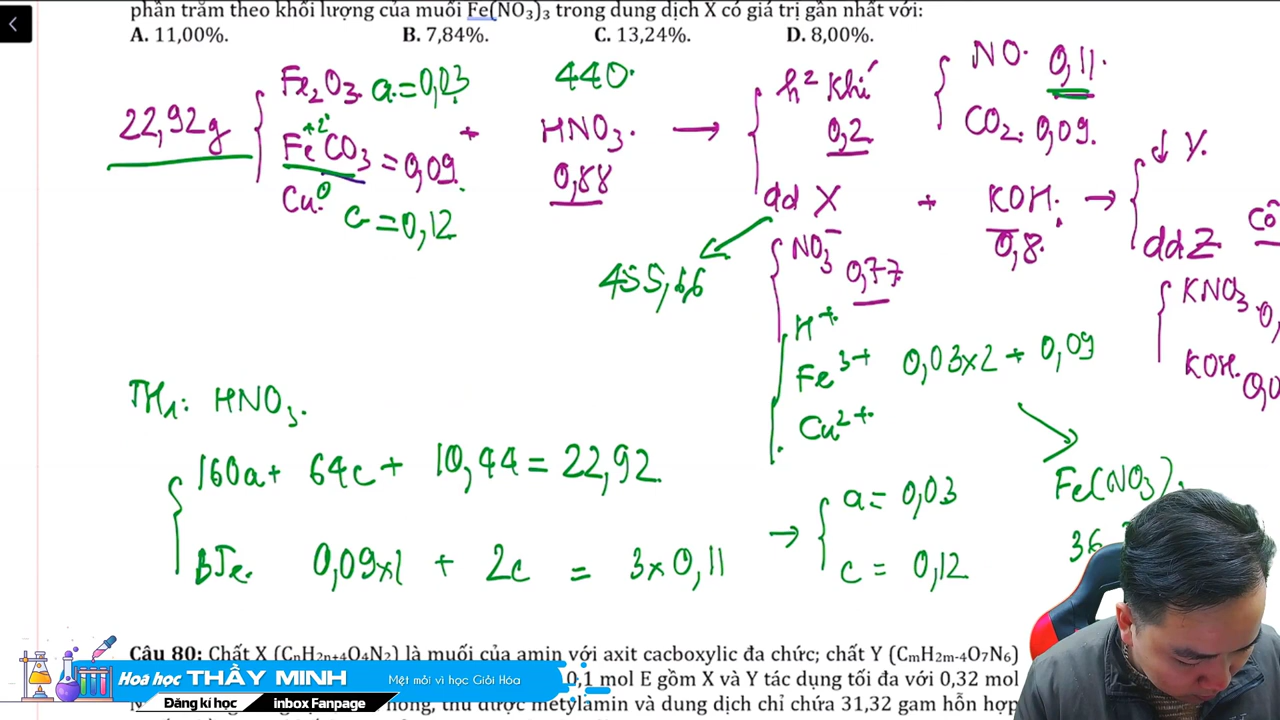 phần trăm theo khối lượng của muối Fe(NO₃)₃ trong dung dịch X có giá trị gần nhất với:
A. 11,00%. B. 7,84%. C. 13,24%. D. 8,00%.
22,92g
Fe₂O₃. a = 0,03
+2
FeCO₃ = 0,09
0
Cu c = 0,12
+
440
HNO₃.
0,88
→
h² khí
0,2
NO. 0,11.
CO₂. 0,09.
dd X + KOH. →
0,8.
↓ Y.
dd Z
455,66
NO₃⁻ 0,77
H⁺
Fe³⁺ 0,03x2 + 0,09
Cu²⁺
KNO₃
KOH.
TH₁: HNO₃.
160a + 64c + 10,44 = 22,92
BTe. 0,09x1 + 2c = 3x0,11
→ a = 0,03
c = 0,12
Câu 80: Chất X (CₙH₂ₙ₊₄O₄N₂) là muối của amin với axit cacboxylic đa chức; chất Y (CₘH₂ₘ₋₄O₇N₆)
0,1 mol E gồm X và Y tác dụng tối đa với 0,32 mol
thu được metylamin và dung dịch chỉ chứa 31,32 gam hỗn hợp
Hoá học THẦY MINH
Mệt mỏi vì học Giỏi Hóa
Đăng kí học
inbox Fanpage